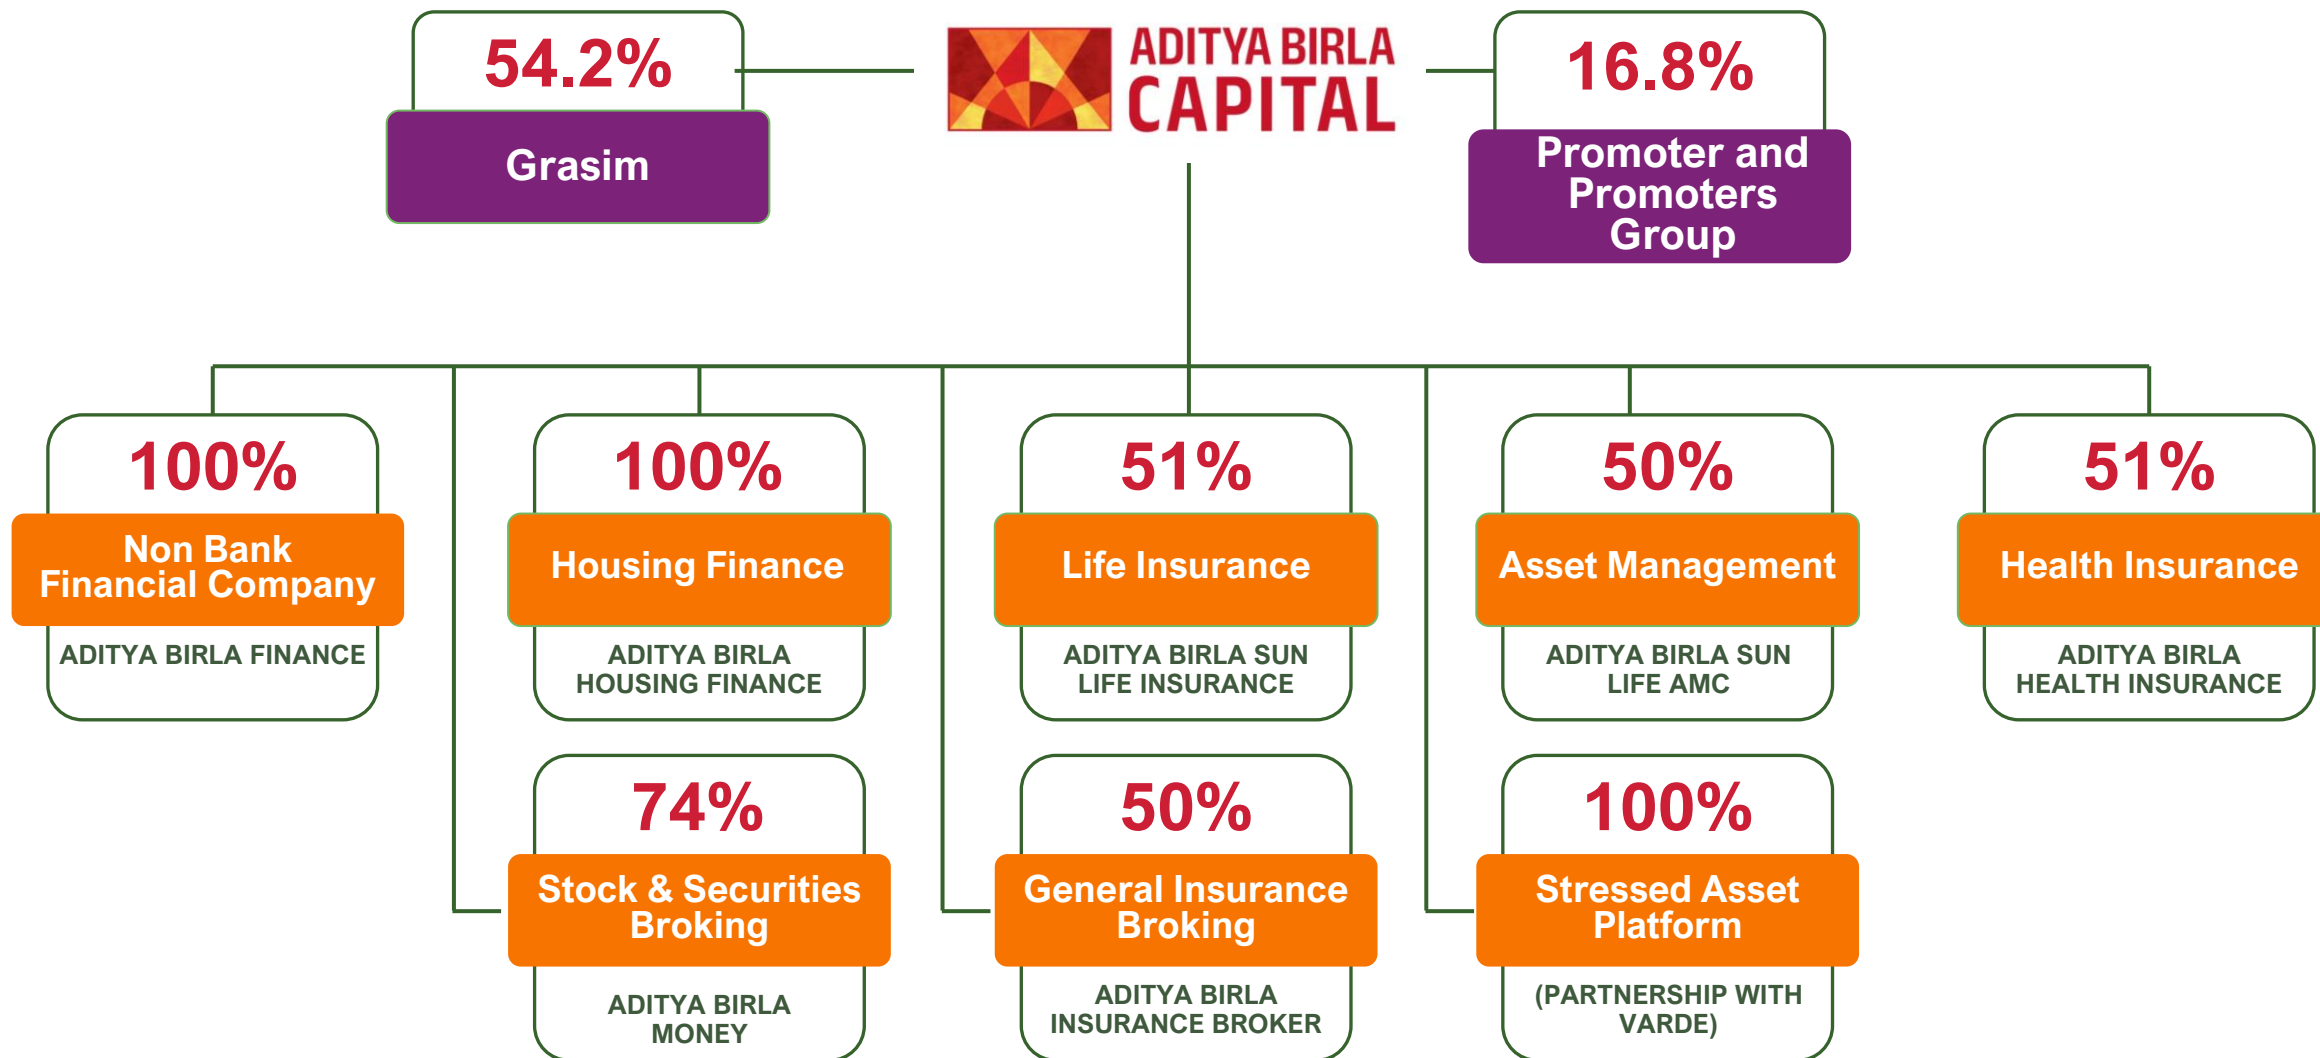 54.2%
Grasim
ADITYA BIRLA
CAPITAL
16.8%
Promoter and
Promoters
Group
100%
Non Bank
Financial Company
ADITYA BIRLA FINANCE
100%
Housing Finance
ADITYA BIRLA
HOUSING FINANCE
51%
Life Insurance
ADITYA BIRLA SUN
LIFE INSURANCE
50%
Asset Management
ADITYA BIRLA SUN
LIFE AMC
51%
Health Insurance
ADITYA BIRLA
HEALTH INSURANCE
74%
Stock & Securities
Broking
ADITYA BIRLA
MONEY
50%
General Insurance
Broking
ADITYA BIRLA
INSURANCE BROKER
100%
Stressed Asset
Platform
(PARTNERSHIP WITH
VARDE)